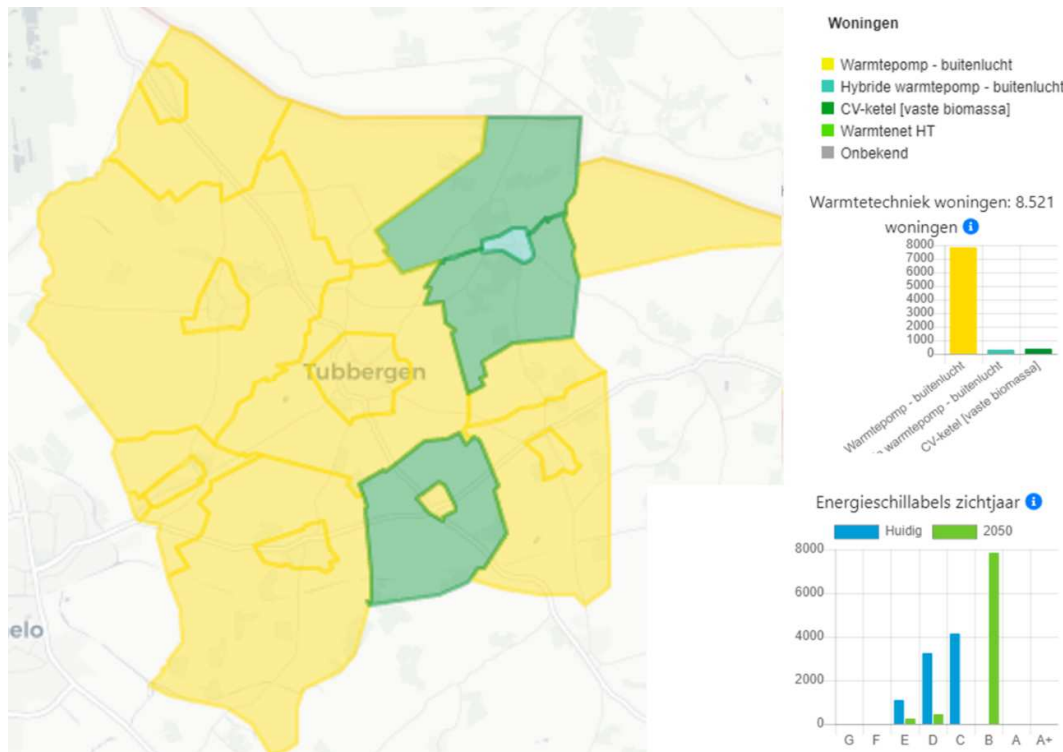 Woningen
Warmtepomp - buitenlucht
Hybride warmtepomp - buitenlucht
CV-ketel [vaste biomassa]
Warmtenet HT
Onbekend
Warmtetechniek woningen: 8.521
woningen
8000
7000
6000
5000
4000
3000
2000
1000
0
Warmtepomp - buitenlucht
warmtepomp - buitenlucht
CV-ketel [vaste biomassa]
Tubbergen
elo
Energieschillabels zichtjaar
Huidig 2050
8000
6000
4000
2000
0
G F E D C B A A+